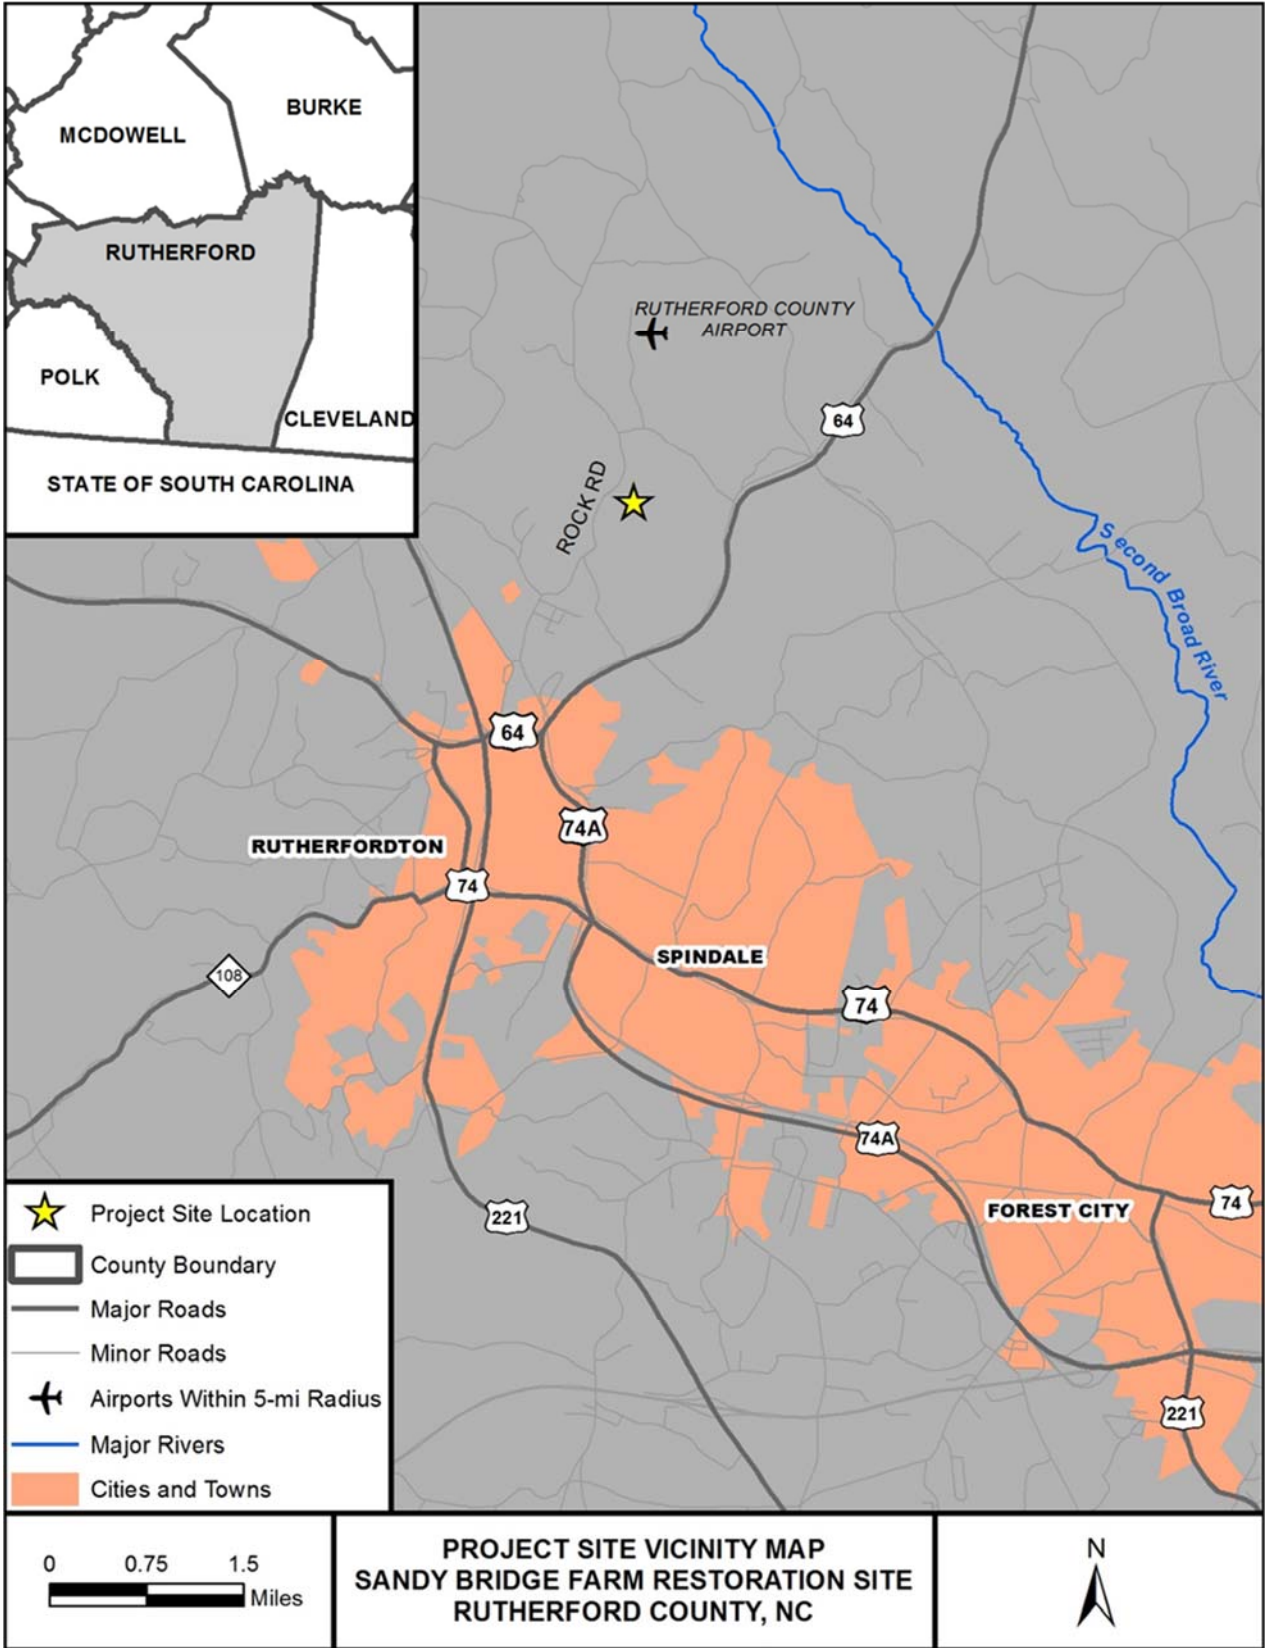 MCDOWELL
BURKE
RUTHERFORD
POLK
CLEVELAND
STATE OF SOUTH CAROLINA
RUTHERFORD COUNTY
AIRPORT
64
ROCK RD
Second Broad River
64
74A
RUTHERFORDTON
74
SPINDALE
108
74
74A
221
FOREST CITY
74
221
Project Site Location
County Boundary
Major Roads
Minor Roads
Airports Within 5-mi Radius
Major Rivers
Cities and Towns
0 0.75 1.5
Miles
PROJECT SITE VICINITY MAP
SANDY BRIDGE FARM RESTORATION SITE
RUTHERFORD COUNTY, NC
N